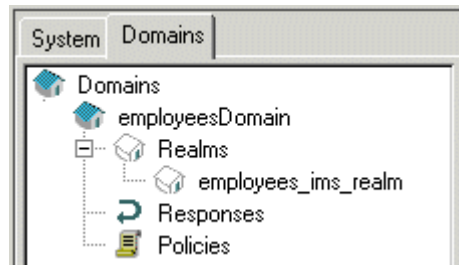 System Domains
Domains
employeesDomain
Realms
employees_ims_realm
Responses
Policies